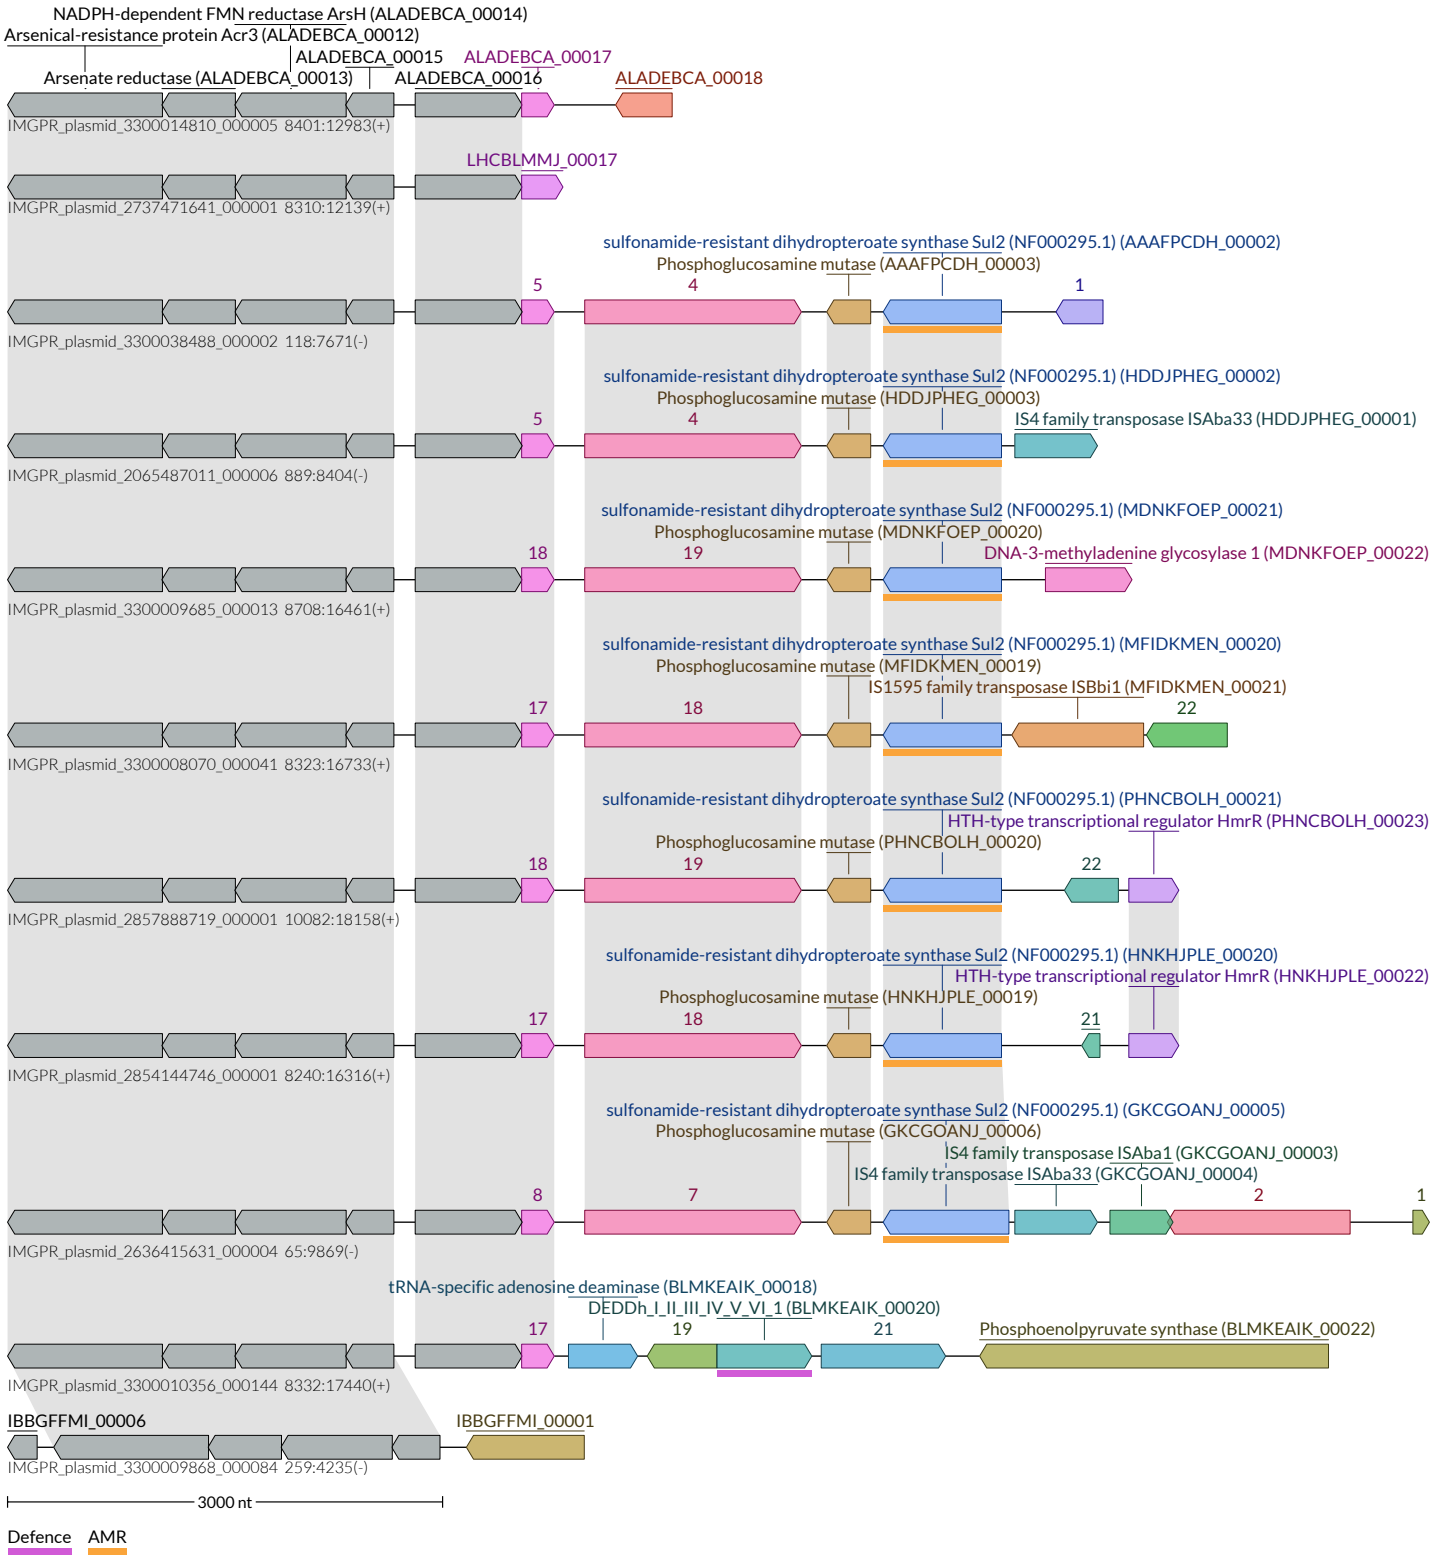 NADPH-dependent FMN reductase ArsH (ALADEBCA_00014)
Arsenical-resistance protein Acr3 (ALADEBCA_00012)
ALADEBCA_00015 ALADEBCA_00017
Arsenate reductase (ALADEBCA_00013) ALADEBCA_00016 ALADEBCA_00018
IMGPR_plasmid_3300014810_000005 8401:12983(+)
LHCBLMMJ_00017
IMGPR_plasmid_2737471641_000001 8310:12139(+)
sulfonamide-resistant dihydropteroate synthase Sul2 (NF000295.1) (AAAFPCDH_00002)
Phosphoglucosamine mutase (AAAFPCDH_00003)
5 4 1
IMGPR_plasmid_3300038488_000002 118:7671(-)
sulfonamide-resistant dihydropteroate synthase Sul2 (NF000295.1) (HDDJPHEG_00002)
Phosphoglucosamine mutase (HDDJPHEG_00003)
5 4 IS4 family transposase ISAba33 (HDDJPHEG_00001)
IMGPR_plasmid_2065487011_000006 889:8404(-)
sulfonamide-resistant dihydropteroate synthase Sul2 (NF000295.1) (MDNKFOEP_00021)
Phosphoglucosamine mutase (MDNKFOEP_00020)
18 19 DNA-3-methyladenine glycosylase 1 (MDNKFOEP_00022)
IMGPR_plasmid_3300009685_000013 8708:16461(+)
sulfonamide-resistant dihydropteroate synthase Sul2 (NF000295.1) (MFIDKMEN_00020)
Phosphoglucosamine mutase (MFIDKMEN_00019)
IS1595 family transposase ISBbi1 (MFIDKMEN_00021)
17 18 22
IMGPR_plasmid_3300008070_000041 8323:16733(+)
sulfonamide-resistant dihydropteroate synthase Sul2 (NF000295.1) (PHNCBOLH_00021)
HTH-type transcriptional regulator HmrR (PHNCBOLH_00023)
Phosphoglucosamine mutase (PHNCBOLH_00020)
18 19 22
IMGPR_plasmid_2857888719_000001 10082:18158(+)
sulfonamide-resistant dihydropteroate synthase Sul2 (NF000295.1) (HNKHJPLE_00020)
HTH-type transcriptional regulator HmrR (HNKHJPLE_00022)
Phosphoglucosamine mutase (HNKHJPLE_00019)
17 18 21
IMGPR_plasmid_2854144746_000001 8240:16316(+)
sulfonamide-resistant dihydropteroate synthase Sul2 (NF000295.1) (GKCGOANJ_00005)
Phosphoglucosamine mutase (GKCGOANJ_00006)
IS4 family transposase ISAba1 (GKCGOANJ_00003)
IS4 family transposase ISAba33 (GKCGOANJ_00004)
8 7 2 1
IMGPR_plasmid_2636415631_000004 65:9869(-)
tRNA-specific adenosine deaminase (BLMKEAIK_00018)
DEDDh_I_II_III_IV_V_VI_1 (BLMKEAIK_00020)
17 19 21 Phosphoenolpyruvate synthase (BLMKEAIK_00022)
IMGPR_plasmid_3300010356_000144 8332:17440(+)
IBBGFFMI_00006 IBBGFFMI_00001
IMGPR_plasmid_3300009868_000084 259:4235(-)
3000 nt
Defence AMR